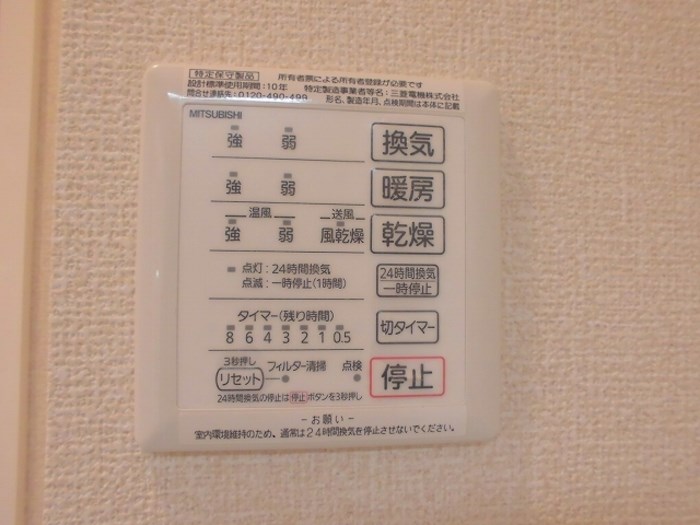 特定保守製品 所有者票による所有者登録が必要です
設計標準使用期間：10年 特定製造事業者等名：三菱電機株式会社
問合せ連絡先：0120-490-499 形名、製造年月、点検期間は本体に記載
MITSUBISHI
強 弱 換気
強 弱 暖房
温風 送風
強 弱 風乾燥 乾燥
点灯：24時間換気
点滅：一時停止(1時間)
24時間換気
一時停止
タイマー(残り時間)
8 6 4 3 2 1 0.5
切タイマー
3秒押し
リセット フィルター清掃 点検
停止
24時間換気の停止は停止ボタンを3秒押し
－お願い－
室内環境維持のため、通常は24時間換気を停止させないでください。